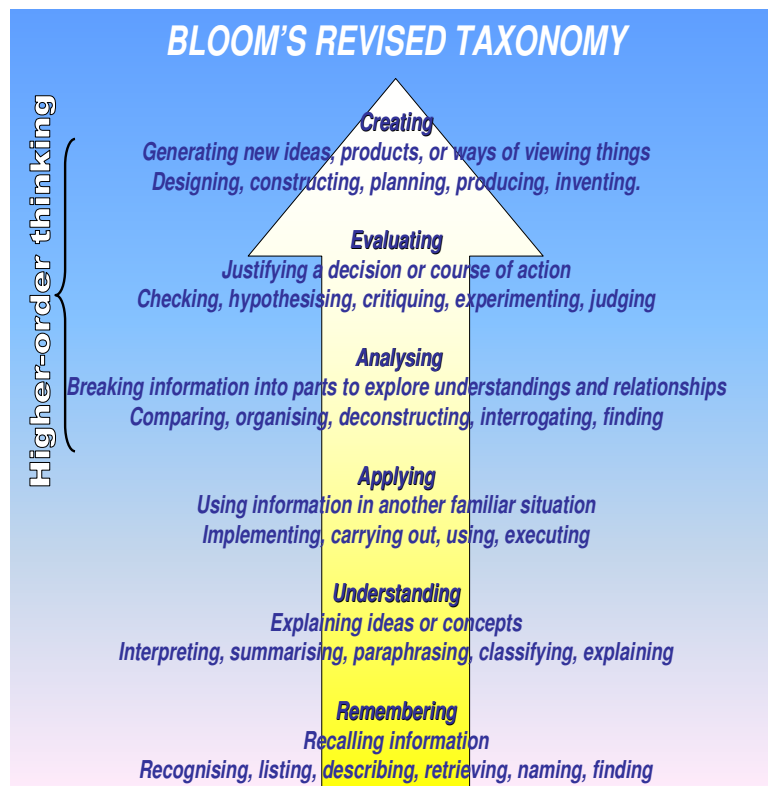 BLOOM'S REVISED TAXONOMY
Higher-order thinking
Creating
Generating new ideas, products, or ways of viewing things
Designing, constructing, planning, producing, inventing.
Evaluating
Justifying a decision or course of action
Checking, hypothesising, critiquing, experimenting, judging
Analysing
Breaking information into parts to explore understandings and relationships
Comparing, organising, deconstructing, interrogating, finding
Applying
Using information in another familiar situation
Implementing, carrying out, using, executing
Understanding
Explaining ideas or concepts
Interpreting, summarising, paraphrasing, classifying, explaining
Remembering
Recalling information
Recognising, listing, describing, retrieving, naming, finding